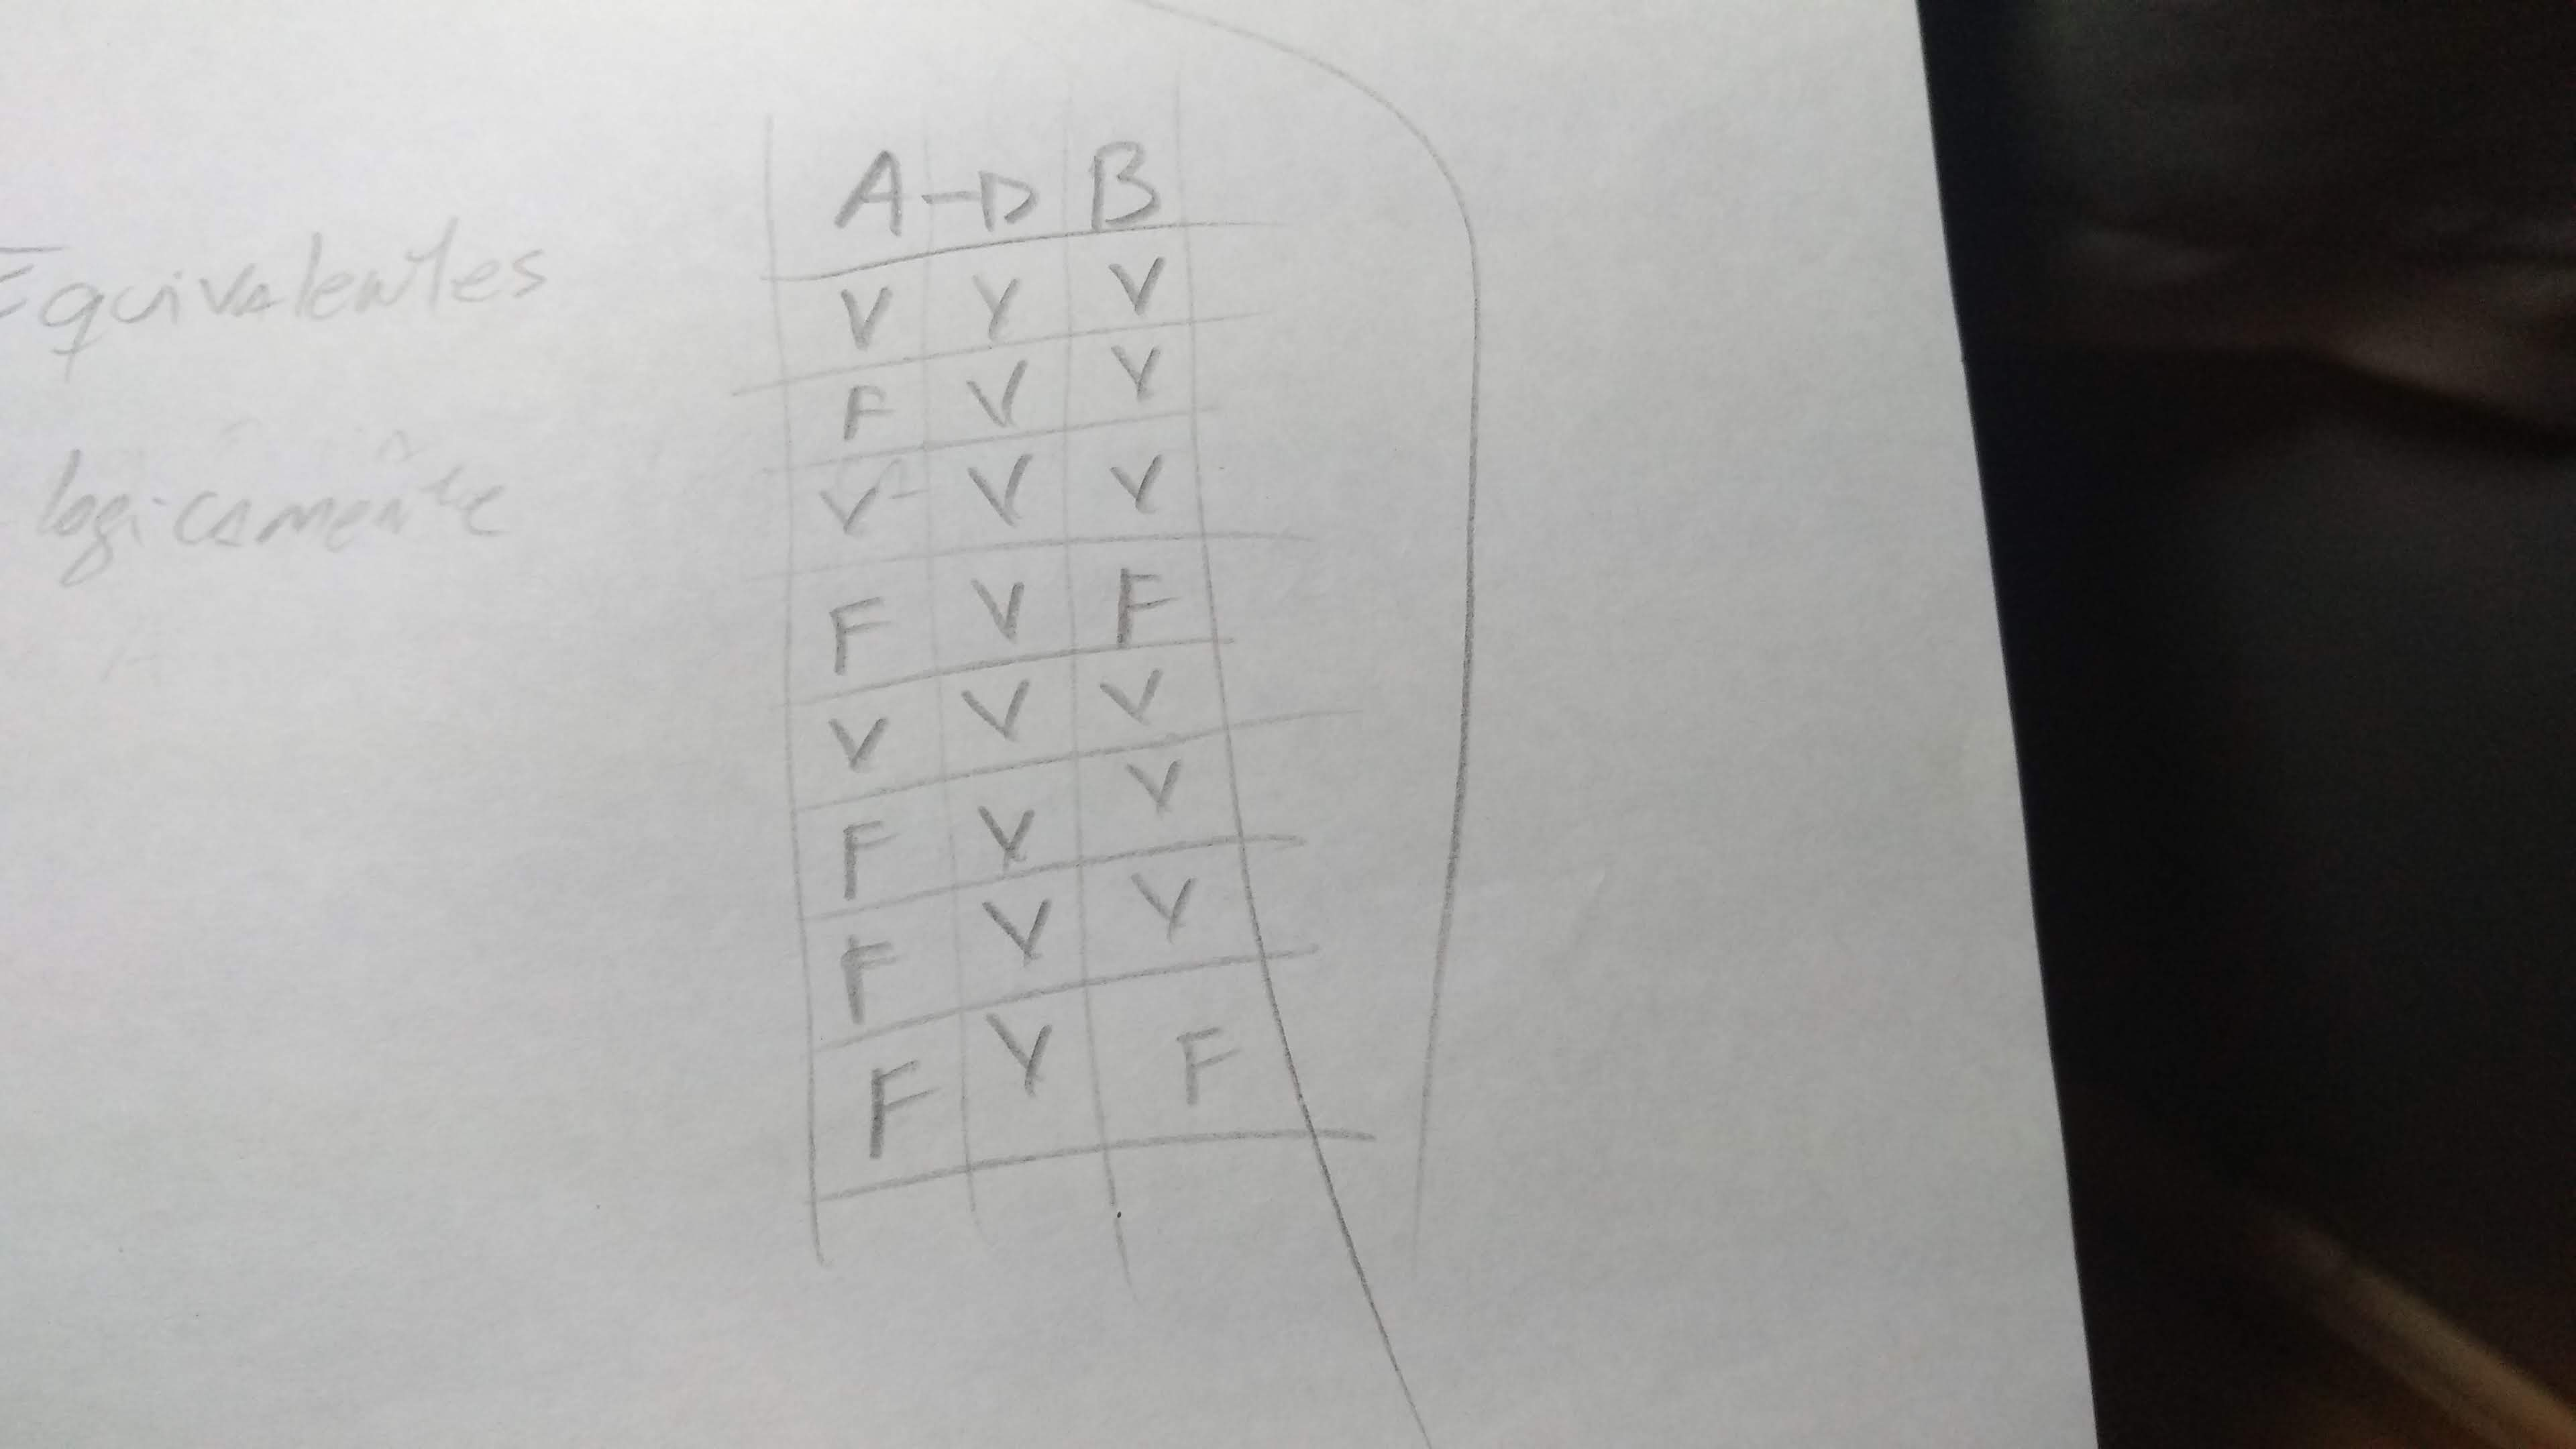 A → B
Equivalentes
V V V
F V V
logicamente
V V V
F V F
V V V
F V V
F V V
F V F